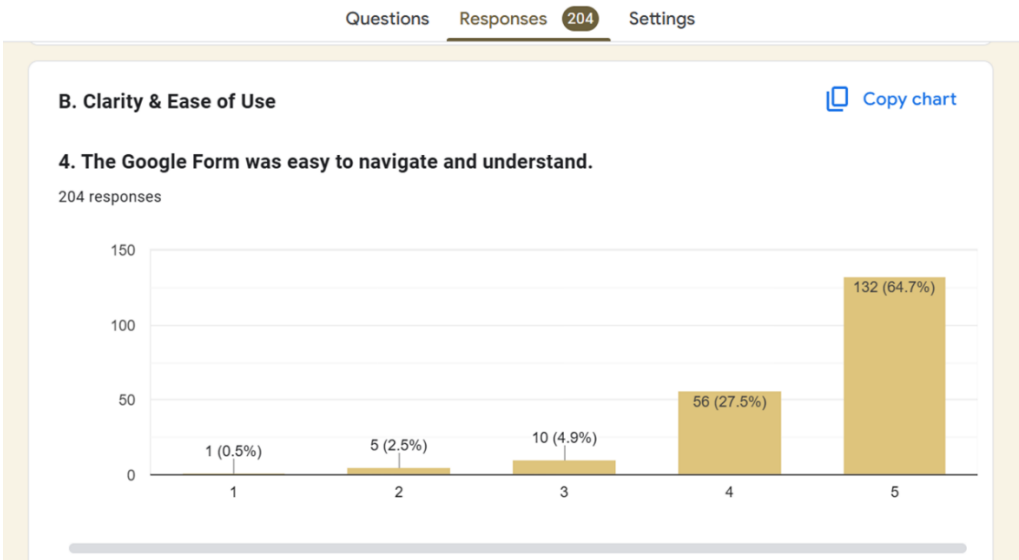 Questions Responses 204 Settings
B. Clarity & Ease of Use
Copy chart
4. The Google Form was easy to navigate and understand.
204 responses
150
100
50
0
1 (0.5%)
5 (2.5%)
10 (4.9%)
56 (27.5%)
132 (64.7%)
1 2 3 4 5